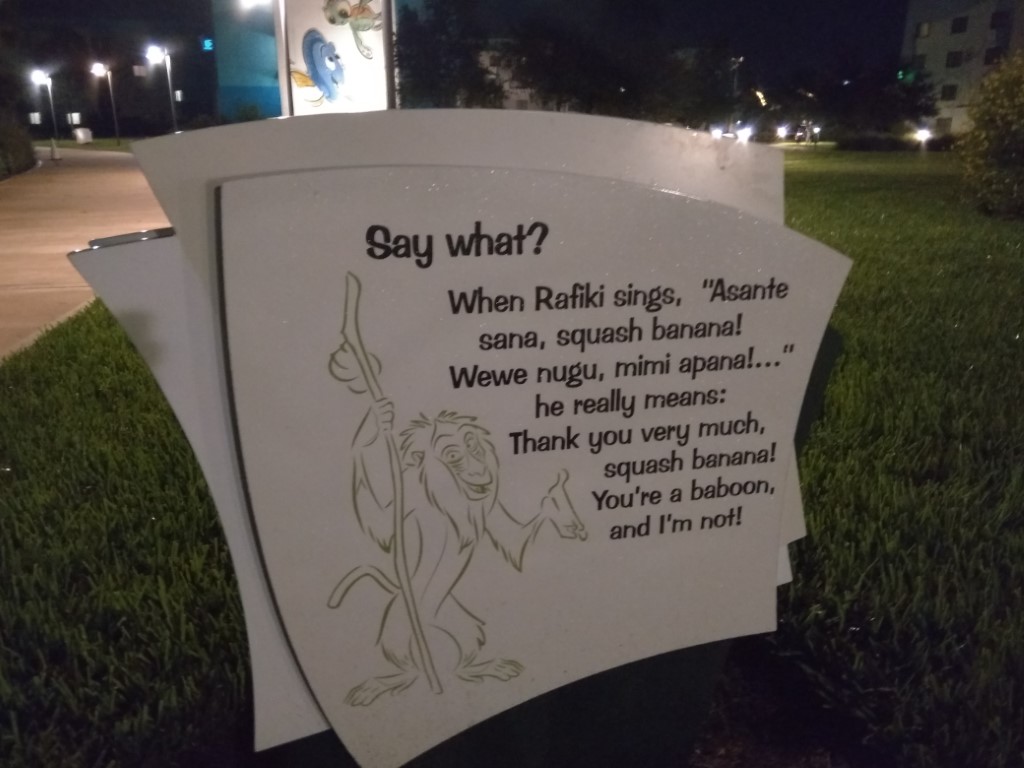 Say what?
When Rafiki sings, "Asante
sana, squash banana!
Wewe nugu, mimi apana!..."
he really means:
Thank you very much,
squash banana!
You're a baboon,
and I'm not!